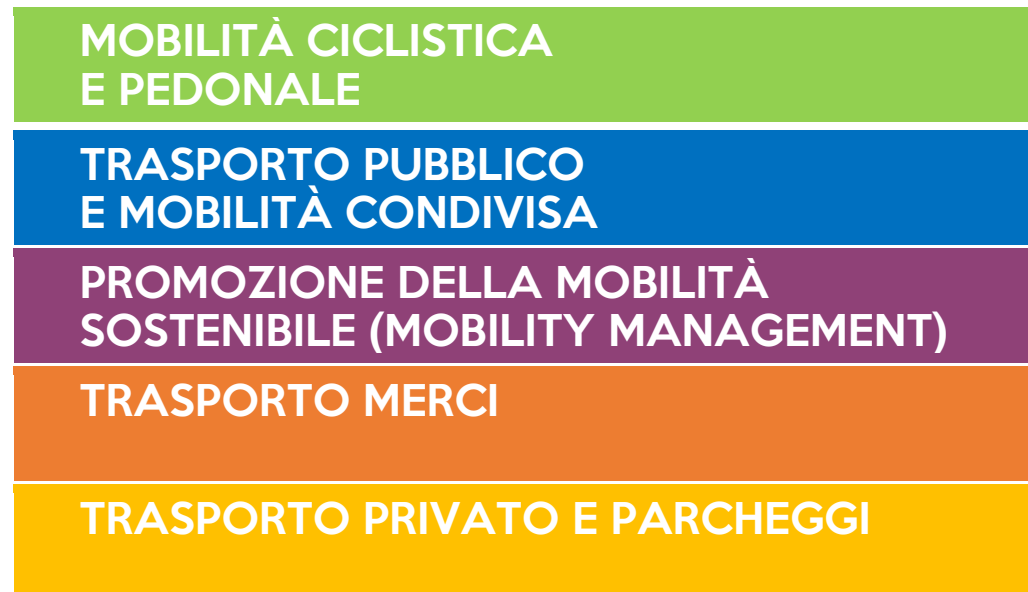 MOBILITÀ CICLISTICA
E PEDONALE
TRASPORTO PUBBLICO
E MOBILITÀ CONDIVISA
PROMOZIONE DELLA MOBILITÀ
SOSTENIBILE (MOBILITY MANAGEMENT)
TRASPORTO MERCI
TRASPORTO PRIVATO E PARCHEGGI